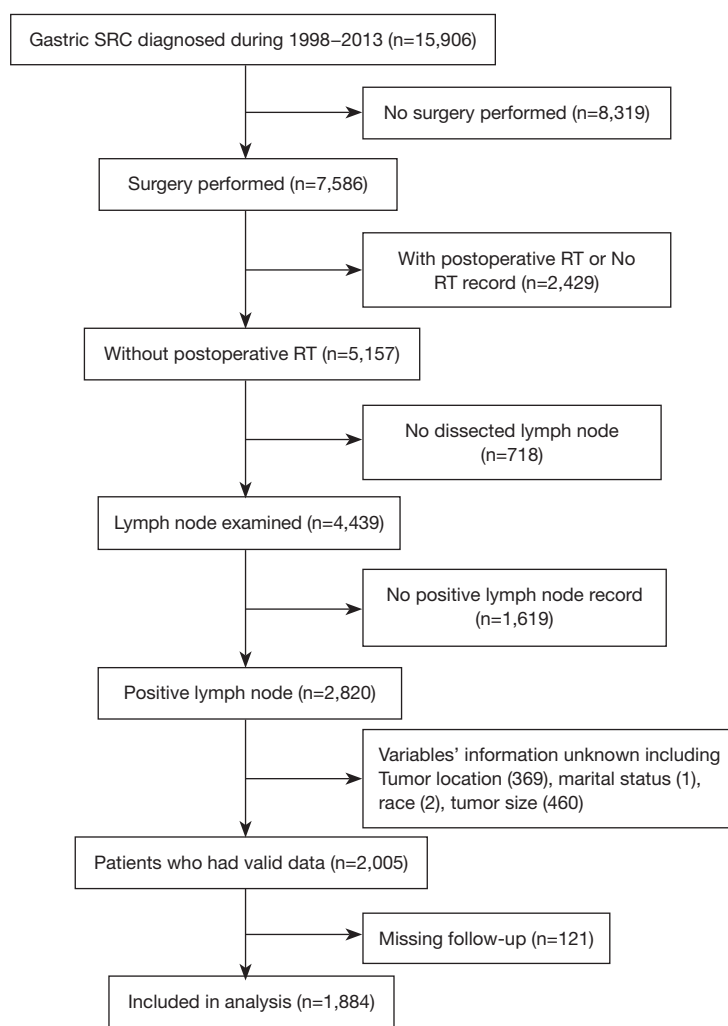 Gastric SRC diagnosed during 1998–2013 (n=15,906)
No surgery performed (n=8,319)
Surgery performed (n=7,586)
With postoperative RT or No
RT record (n=2,429)
Without postoperative RT (n=5,157)
No dissected lymph node
(n=718)
Lymph node examined (n=4,439)
No positive lymph node record
(n=1,619)
Positive lymph node (n=2,820)
Variables’ information unknown including
Tumor location (369), marital status (1),
race (2), tumor size (460)
Patients who had valid data (n=2,005)
Missing follow-up (n=121)
Included in analysis (n=1,884)